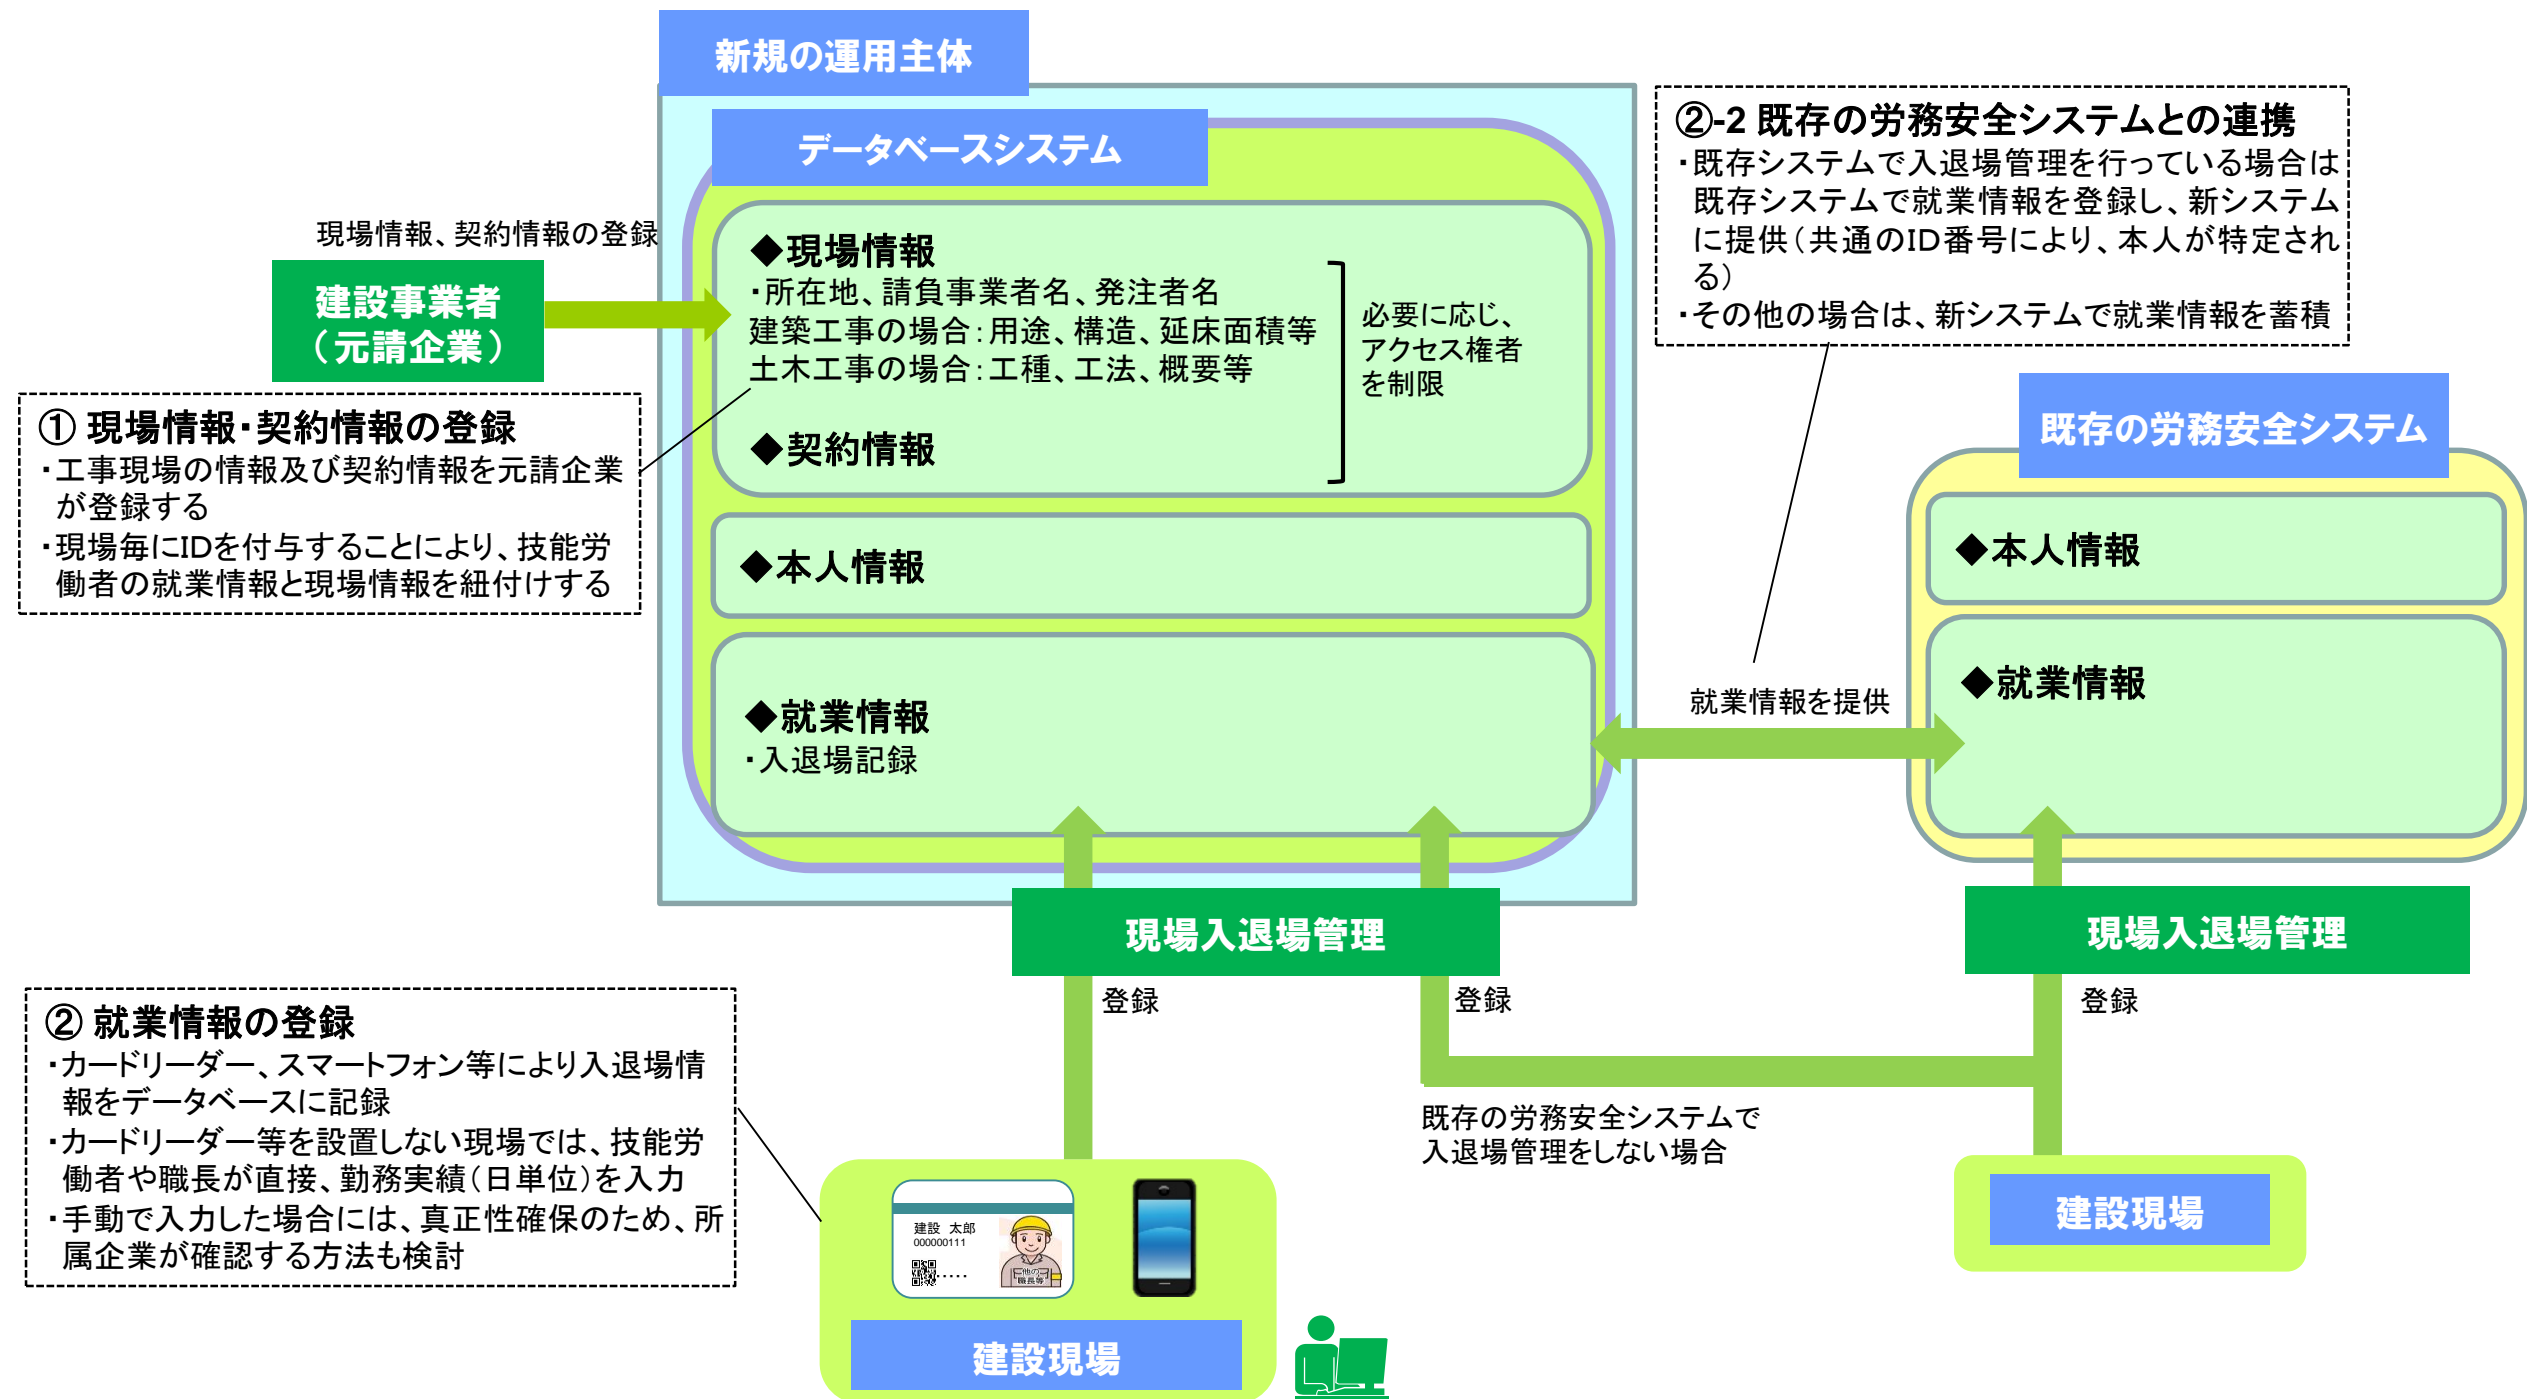 新規の運用主体
データベースシステム
現場情報、契約情報の登録
建設事業者
（元請企業）
◆現場情報
・所在地、請負事業者名、発注者名
建築工事の場合：用途、構造、延床面積等
土木工事の場合：工種、工法、概要等
◆契約情報
必要に応じ、
アクセス権者
を制限
① 現場情報・契約情報の登録
・工事現場の情報及び契約情報を元請企業
が登録する
・現場毎にIDを付与することにより、技能労
働者の就業情報と現場情報を紐付けする
◆本人情報
◆就業情報
・入退場記録
②-2 既存の労務安全システムとの連携
・既存システムで入退場管理を行っている場合は
既存システムで就業情報を登録し、新システム
に提供（共通のID番号により、本人が特定され
る）
・その他の場合は、新システムで就業情報を蓄積
既存の労務安全システム
◆本人情報
◆就業情報
就業情報を提供
現場入退場管理
現場入退場管理
登録
登録
登録
② 就業情報の登録
・カードリーダー、スマートフォン等により入退場情
報をデータベースに記録
・カードリーダー等を設置しない現場では、技能労
働者や職長が直接、勤務実績（日単位）を入力
・手動で入力した場合には、真正性確保のため、所
属企業が確認する方法も検討
既存の労務安全システムで
入退場管理をしない場合
建設 太郎
000000111
・・・・・
他の
職長等
建設現場
建設現場